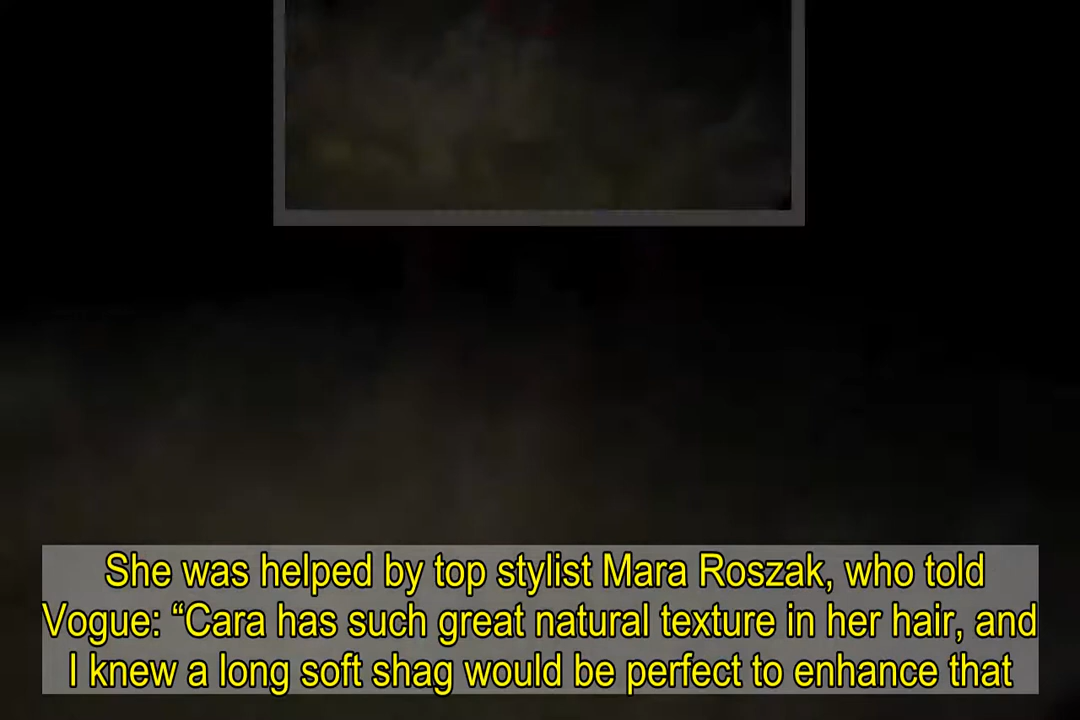 She was helped by top stylist Mara Roszak, who told
Vogue: “Cara has such great natural texture in her hair, and
I knew a long soft shag would be perfect to enhance that